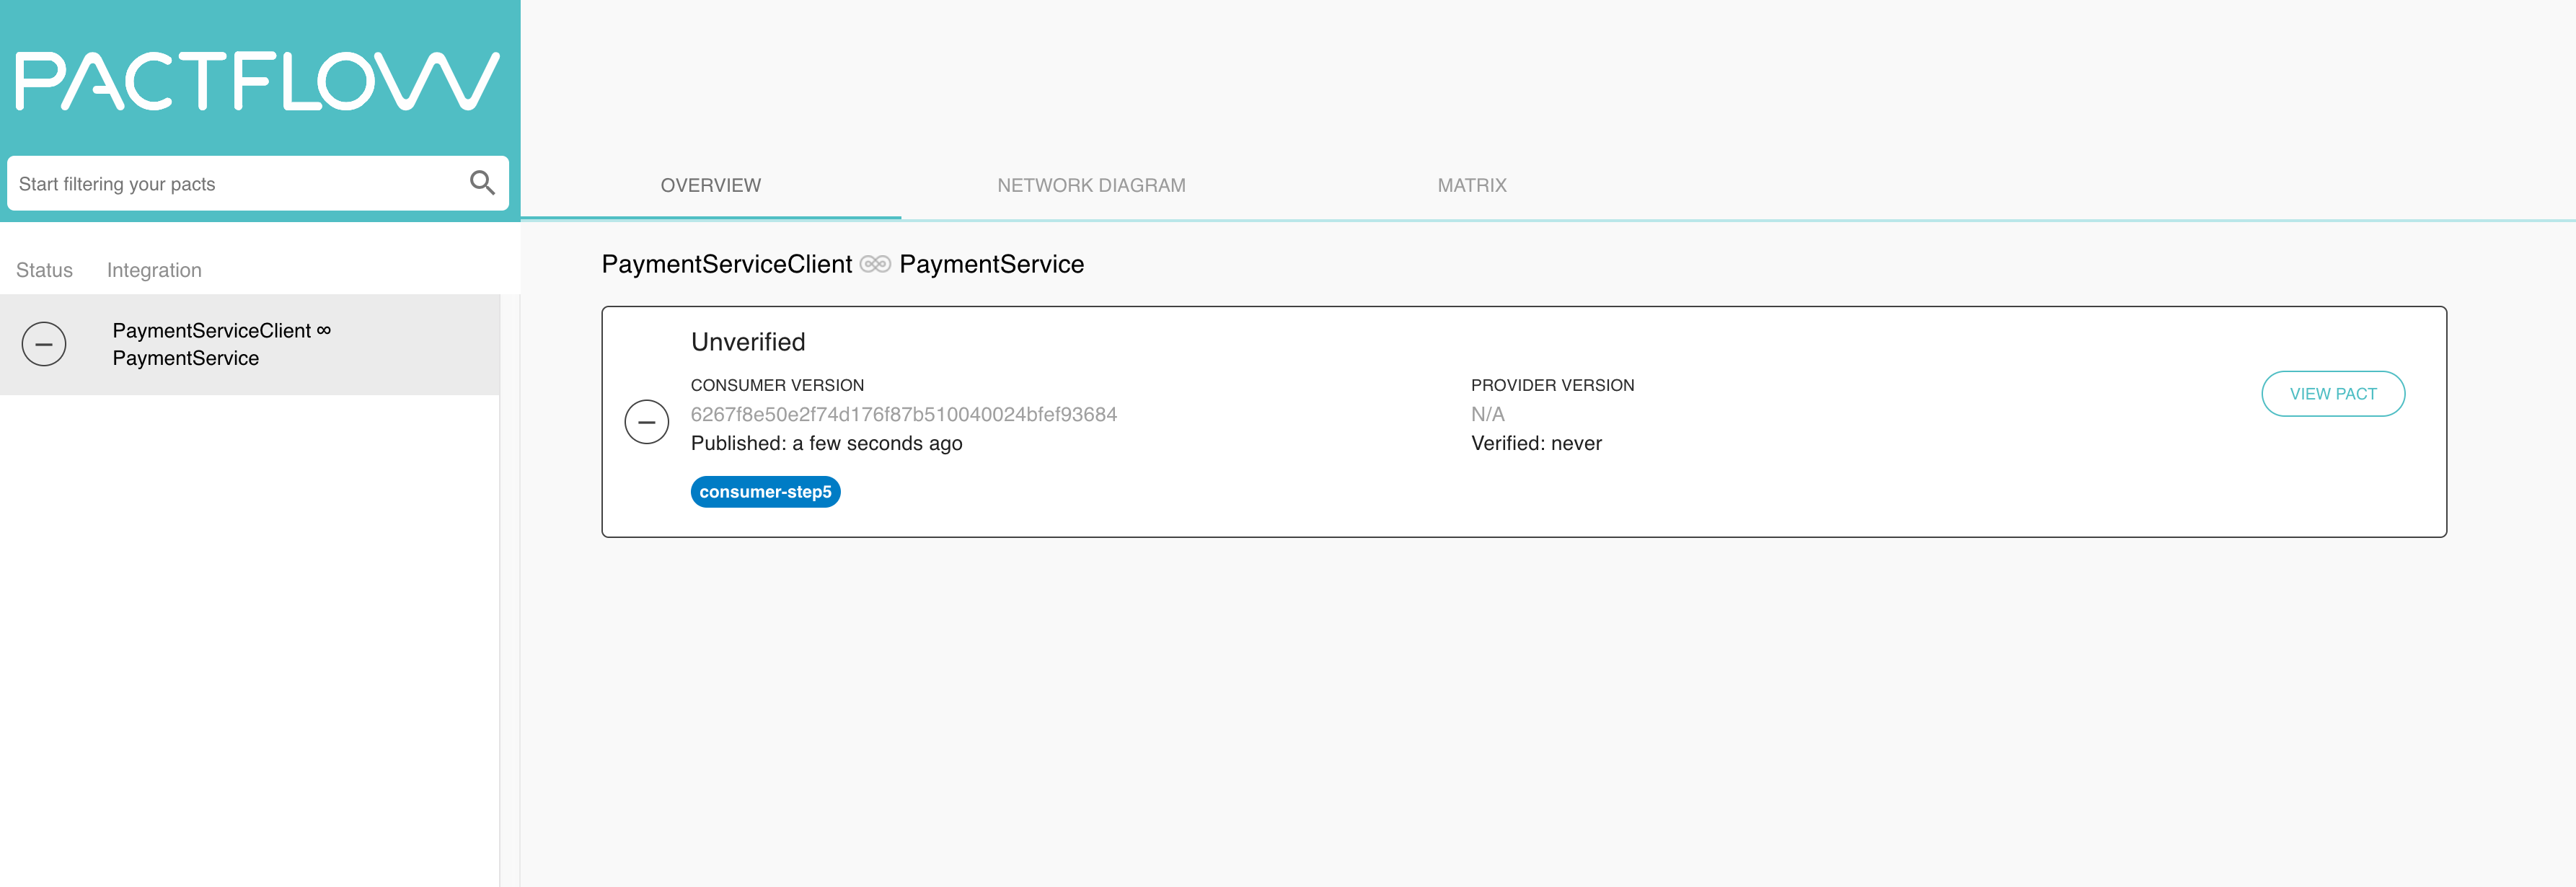 PACTFLOW
Start filtering your pacts
Status Integration
PaymentServiceClient ∞
PaymentService
OVERVIEW NETWORK DIAGRAM MATRIX
PaymentServiceClient PaymentService
Unverified
CONSUMER VERSION PROVIDER VERSION
6267f8e50e2f74d176f87b510040024bfef93684 N/A
Published: a few seconds ago Verified: never
VIEW PACT
consumer-step5